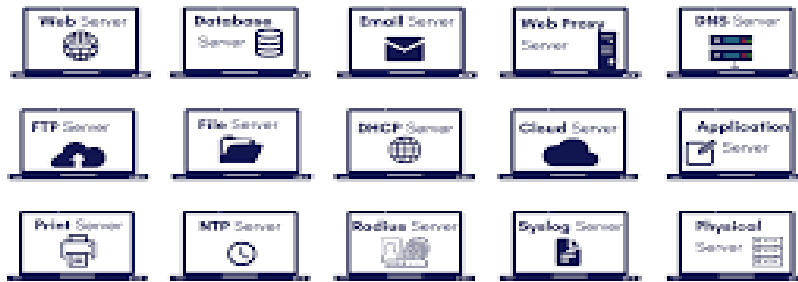 Web Server
Database
Server
Email Server
Web Proxy
Server
DNS Server
FTP Server
File Server
DHCP Server
Cloud Server
Application
Server
Print Server
NTP Server
Radius Server
Syslog Server
Physical
Server